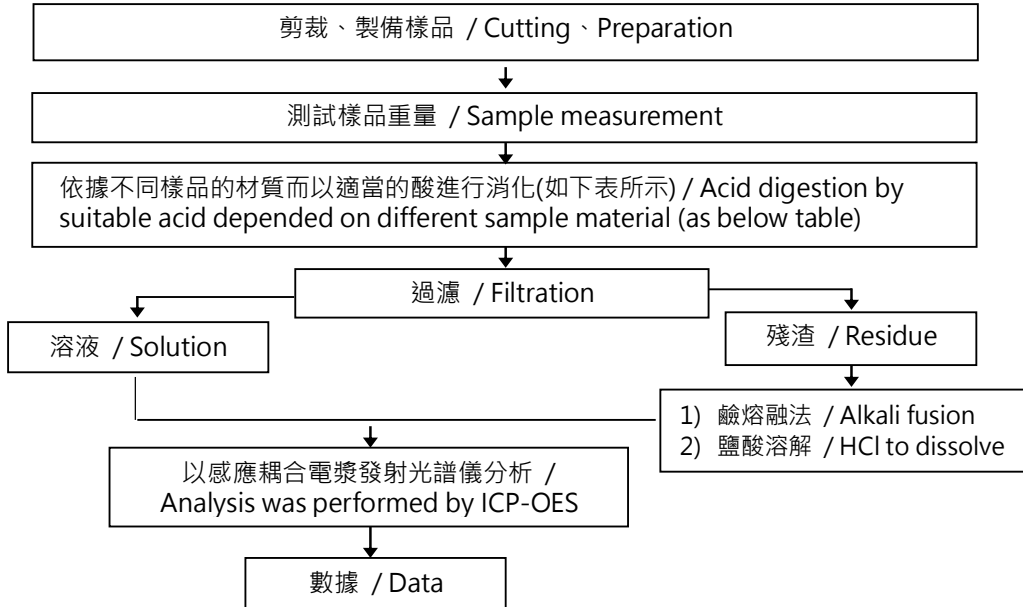 剪裁、製備樣品 / Cutting、Preparation
測試樣品重量 / Sample measurement
依據不同樣品的材質而以適當的酸進行消化(如下表所示) / Acid digestion by
suitable acid depended on different sample material (as below table)
過濾 / Filtration
溶液 / Solution
殘渣 / Residue
1) 鹼熔融法 / Alkali fusion
2) 鹽酸溶解 / HCl to dissolve
以感應耦合電漿發射光譜儀分析 /
Analysis was performed by ICP-OES
數據 / Data